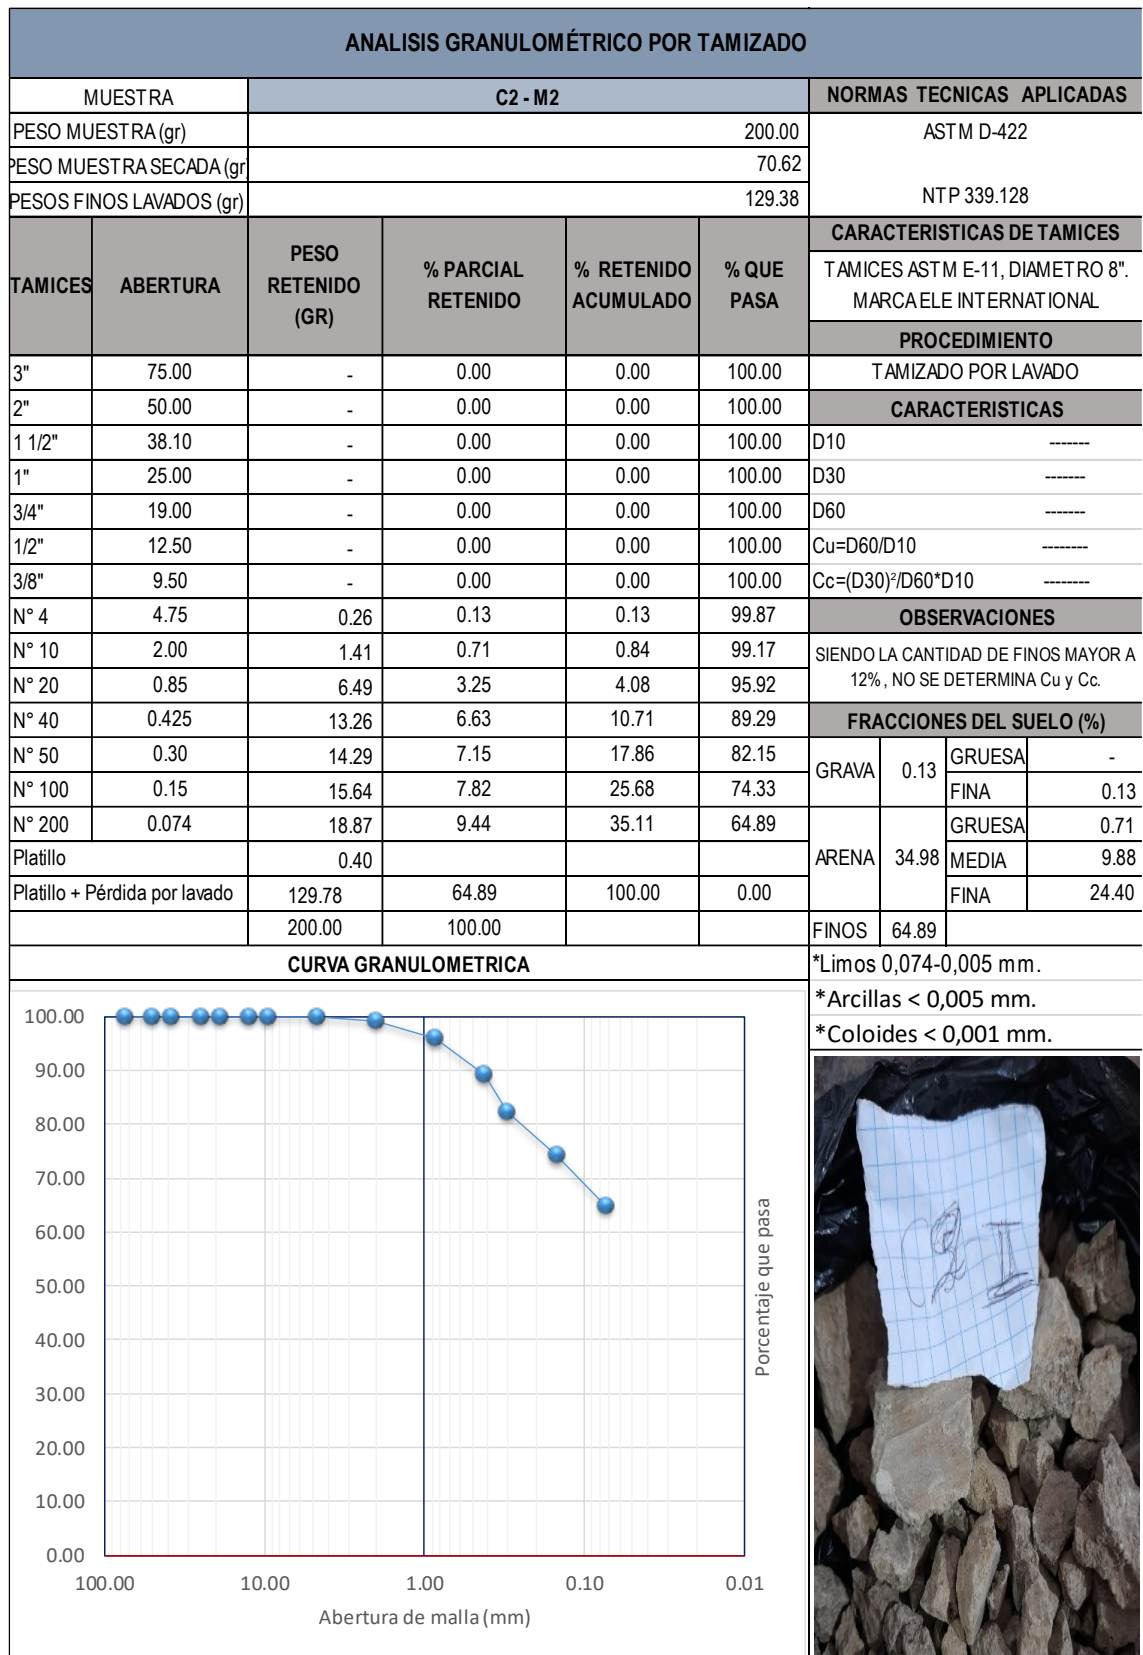 ANALISIS GRANULOMÉTRICO POR TAMIZADO
MUESTRA C2 - M2 NORMAS TECNICAS APLICADAS
PESO MUESTRA (gr) 200.00 ASTM D-422
PESO MUESTRA SECADA (gr) 70.62
PESOS FINOS LAVADOS (gr) 129.38 NTP 339.128
TAMICES ABERTURA PESO RETENIDO (GR) % PARCIAL RETENIDO % RETENIDO ACUMULADO % QUE PASA
CARACTERISTICAS DE TAMICES
TAMICES ASTM E-11, DIAMETRO 8".
MARCA ELE INTERNATIONAL
PROCEDIMIENTO
3" 75.00 - 0.00 0.00 100.00 TAMIZADO POR LAVADO
2" 50.00 - 0.00 0.00 100.00 CARACTERISTICAS
1 1/2" 38.10 - 0.00 0.00 100.00 D10 -------
1" 25.00 - 0.00 0.00 100.00 D30 -------
3/4" 19.00 - 0.00 0.00 100.00 D60 -------
1/2" 12.50 - 0.00 0.00 100.00 Cu=D60/D10 --------
3/8" 9.50 - 0.00 0.00 100.00 Cc=(D30)²/D60*D10 --------
N° 4 4.75 0.26 0.13 0.13 99.87 OBSERVACIONES
N° 10 2.00 1.41 0.71 0.84 99.17 SIENDO LA CANTIDAD DE FINOS MAYOR A
N° 20 0.85 6.49 3.25 4.08 95.92 12%, NO SE DETERMINA Cu y Cc.
N° 40 0.425 13.26 6.63 10.71 89.29 FRACCIONES DEL SUELO (%)
N° 50 0.30 14.29 7.15 17.86 82.15 GRAVA 0.13 GRUESA -
N° 100 0.15 15.64 7.82 25.68 74.33 FINA 0.13
N° 200 0.074 18.87 9.44 35.11 64.89 GRUESA 0.71
Platillo 0.40 ARENA 34.98 MEDIA 9.88
Platillo + Pérdida por lavado 129.78 64.89 100.00 0.00 FINA 24.40
200.00 100.00 FINOS 64.89
CURVA GRANULOMETRICA
*Limos 0,074-0,005 mm.
*Arcillas < 0,005 mm.
*Coloides < 0,001 mm.
100.00
90.00
80.00
70.00
60.00
50.00
40.00
30.00
20.00
10.00
0.00
100.00 10.00 1.00 0.10 0.01
Abertura de malla (mm)
Porcentaje que pasa
C2 II